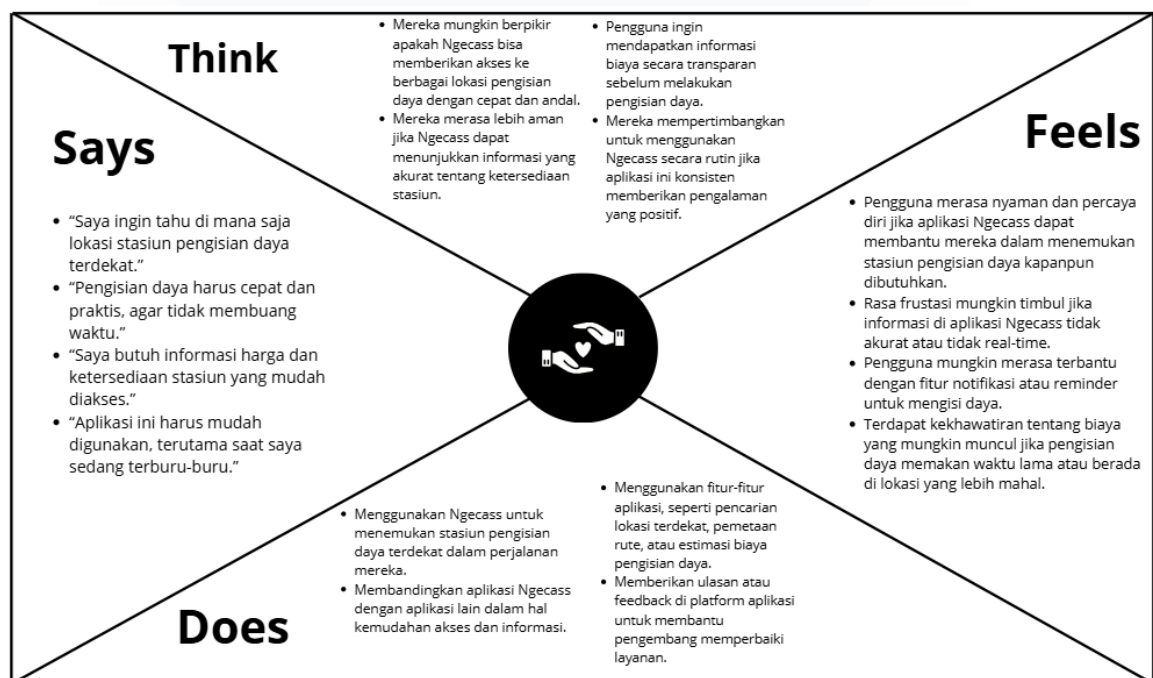 Think
• Mereka mungkin berpikir
apakah Ngecass bisa
memberikan akses ke
berbagai lokasi pengisian
daya dengan cepat dan andal.
• Mereka merasa lebih aman
jika Ngecass dapat
menunjukkan informasi yang
akurat tentang ketersediaan
stasiun.
• Pengguna ingin
mendapatkan informasi
biaya secara transparan
sebelum melakukan
pengisian daya.
• Mereka mempertimbangkan
untuk menggunakan
Ngecass secara rutin jika
aplikasi ini konsisten
memberikan pengalaman
yang positif.
Says
• “Saya ingin tahu di mana saja
lokasi stasiun pengisian daya
terdekat.”
• “Pengisian daya harus cepat dan
praktis, agar tidak membuang
waktu.”
• “Saya butuh informasi harga dan
ketersediaan stasiun yang mudah
diakses.”
• “Aplikasi ini harus mudah
digunakan, terutama saat saya
sedang terburu-buru.”
Feels
• Pengguna merasa nyaman dan percaya
diri jika aplikasi Ngecass dapat
membantu mereka dalam menemukan
stasiun pengisian daya kapanpun
dibutuhkan.
• Rasa frustasi mungkin timbul jika
informasi di aplikasi Ngecass tidak
akurat atau tidak real-time.
• Pengguna mungkin merasa terbantu
dengan fitur notifikasi atau reminder
untuk mengisi daya.
• Terdapat kekhawatiran tentang biaya
yang mungkin muncul jika pengisian
daya memakan waktu lama atau berada
di lokasi yang lebih mahal.
Does
• Menggunakan Ngecass untuk
menemukan stasiun pengisian
daya terdekat dalam perjalanan
mereka.
• Membandingkan aplikasi Ngecass
dengan aplikasi lain dalam hal
kemudahan akses dan informasi.
• Menggunakan fitur-fitur
aplikasi, seperti pencarian
lokasi terdekat, pemetaan
rute, atau estimasi biaya
pengisian daya.
• Memberikan ulasan atau
feedback di platform aplikasi
untuk membantu
pengembang memperbaiki
layanan.